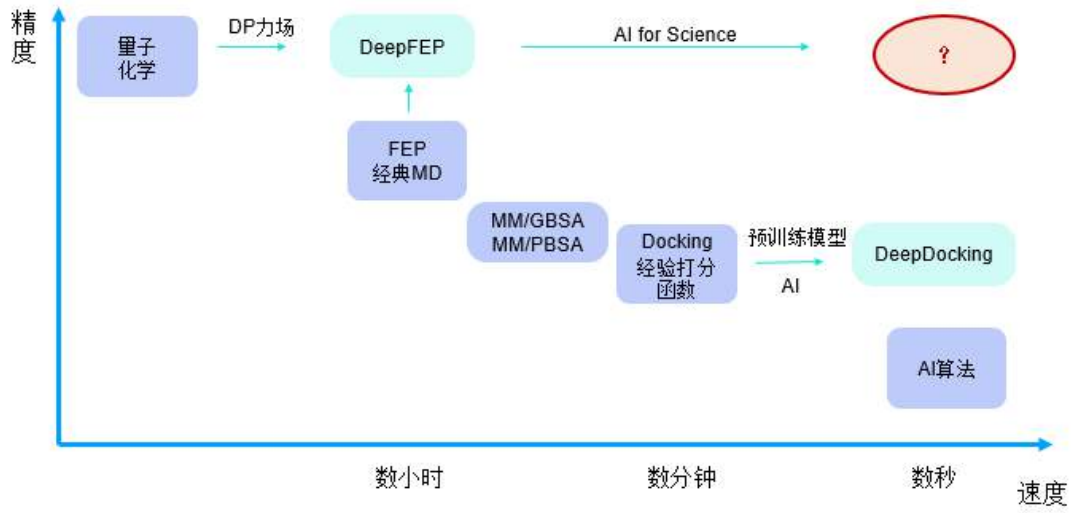 精
度
量子
化学
DP力场
DeepFEP
AI for Science
?
FEP
经典MD
MM/GBSA
MM/PBSA
Docking
经验打分
函数
预训练模型
AI
DeepDocking
AI算法
数小时
数分钟
数秒
速度